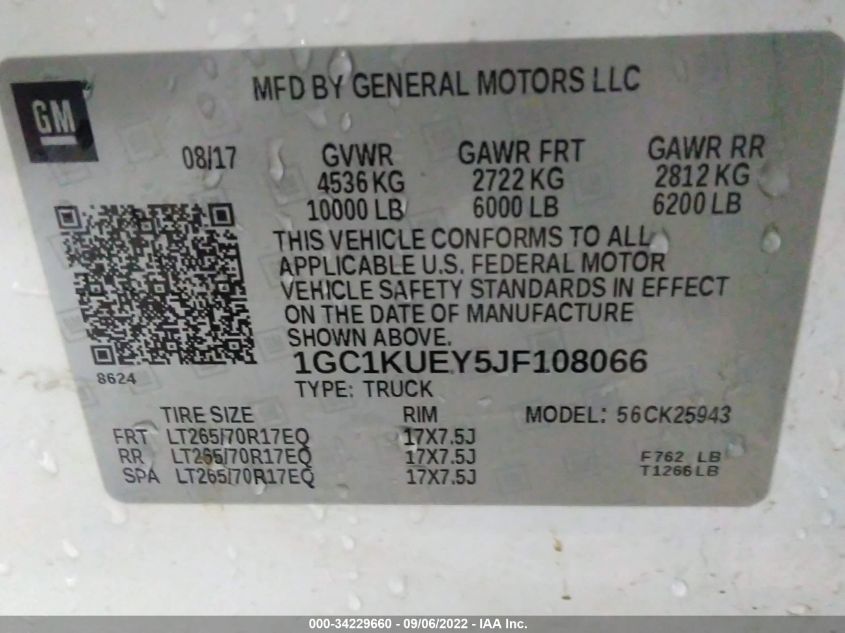 MFD BY GENERAL MOTORS LLC
GM
08/17 GVWR GAWR FRT GAWR RR
4536 KG 2722 KG 2812 KG
10000 LB 6000 LB 6200 LB
THIS VEHICLE CONFORMS TO ALL
APPLICABLE U.S. FEDERAL MOTOR
VEHICLE SAFETY STANDARDS IN EFFECT
ON THE DATE OF MANUFACTURE
SHOWN ABOVE.
1GC1KUEY5JF108066
8624
TYPE: TRUCK
TIRE SIZE RIM MODEL: 56CK25943
FRT LT265/70R17EQ 17X7.5J
RR LT265/70R17EQ 17X7.5J F762 LB
SPA LT265/70R17EQ 17X7.5J T1266LB
000-34229660 - 09/06/2022 - IAA Inc.